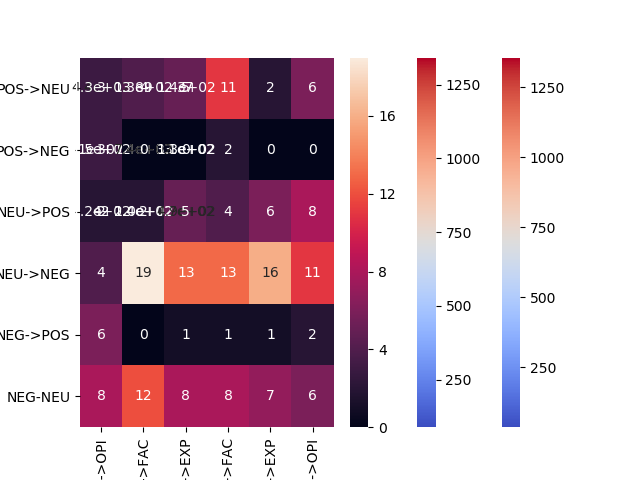 POS->NEU 11 2 6
POS->NEG 0 2 0 0
NEU->POS 5 4 6 8
NEU->NEG 4 19 13 13 16 11
NEG->POS 6 0 1 1 1 2
NEG-NEU 8 12 8 8 7 6
->OPI ->FAC ->EXP ->FAC ->EXP ->OPI
16
12
8
4
0
1250
1000
750
500
250
1250
1000
750
500
250